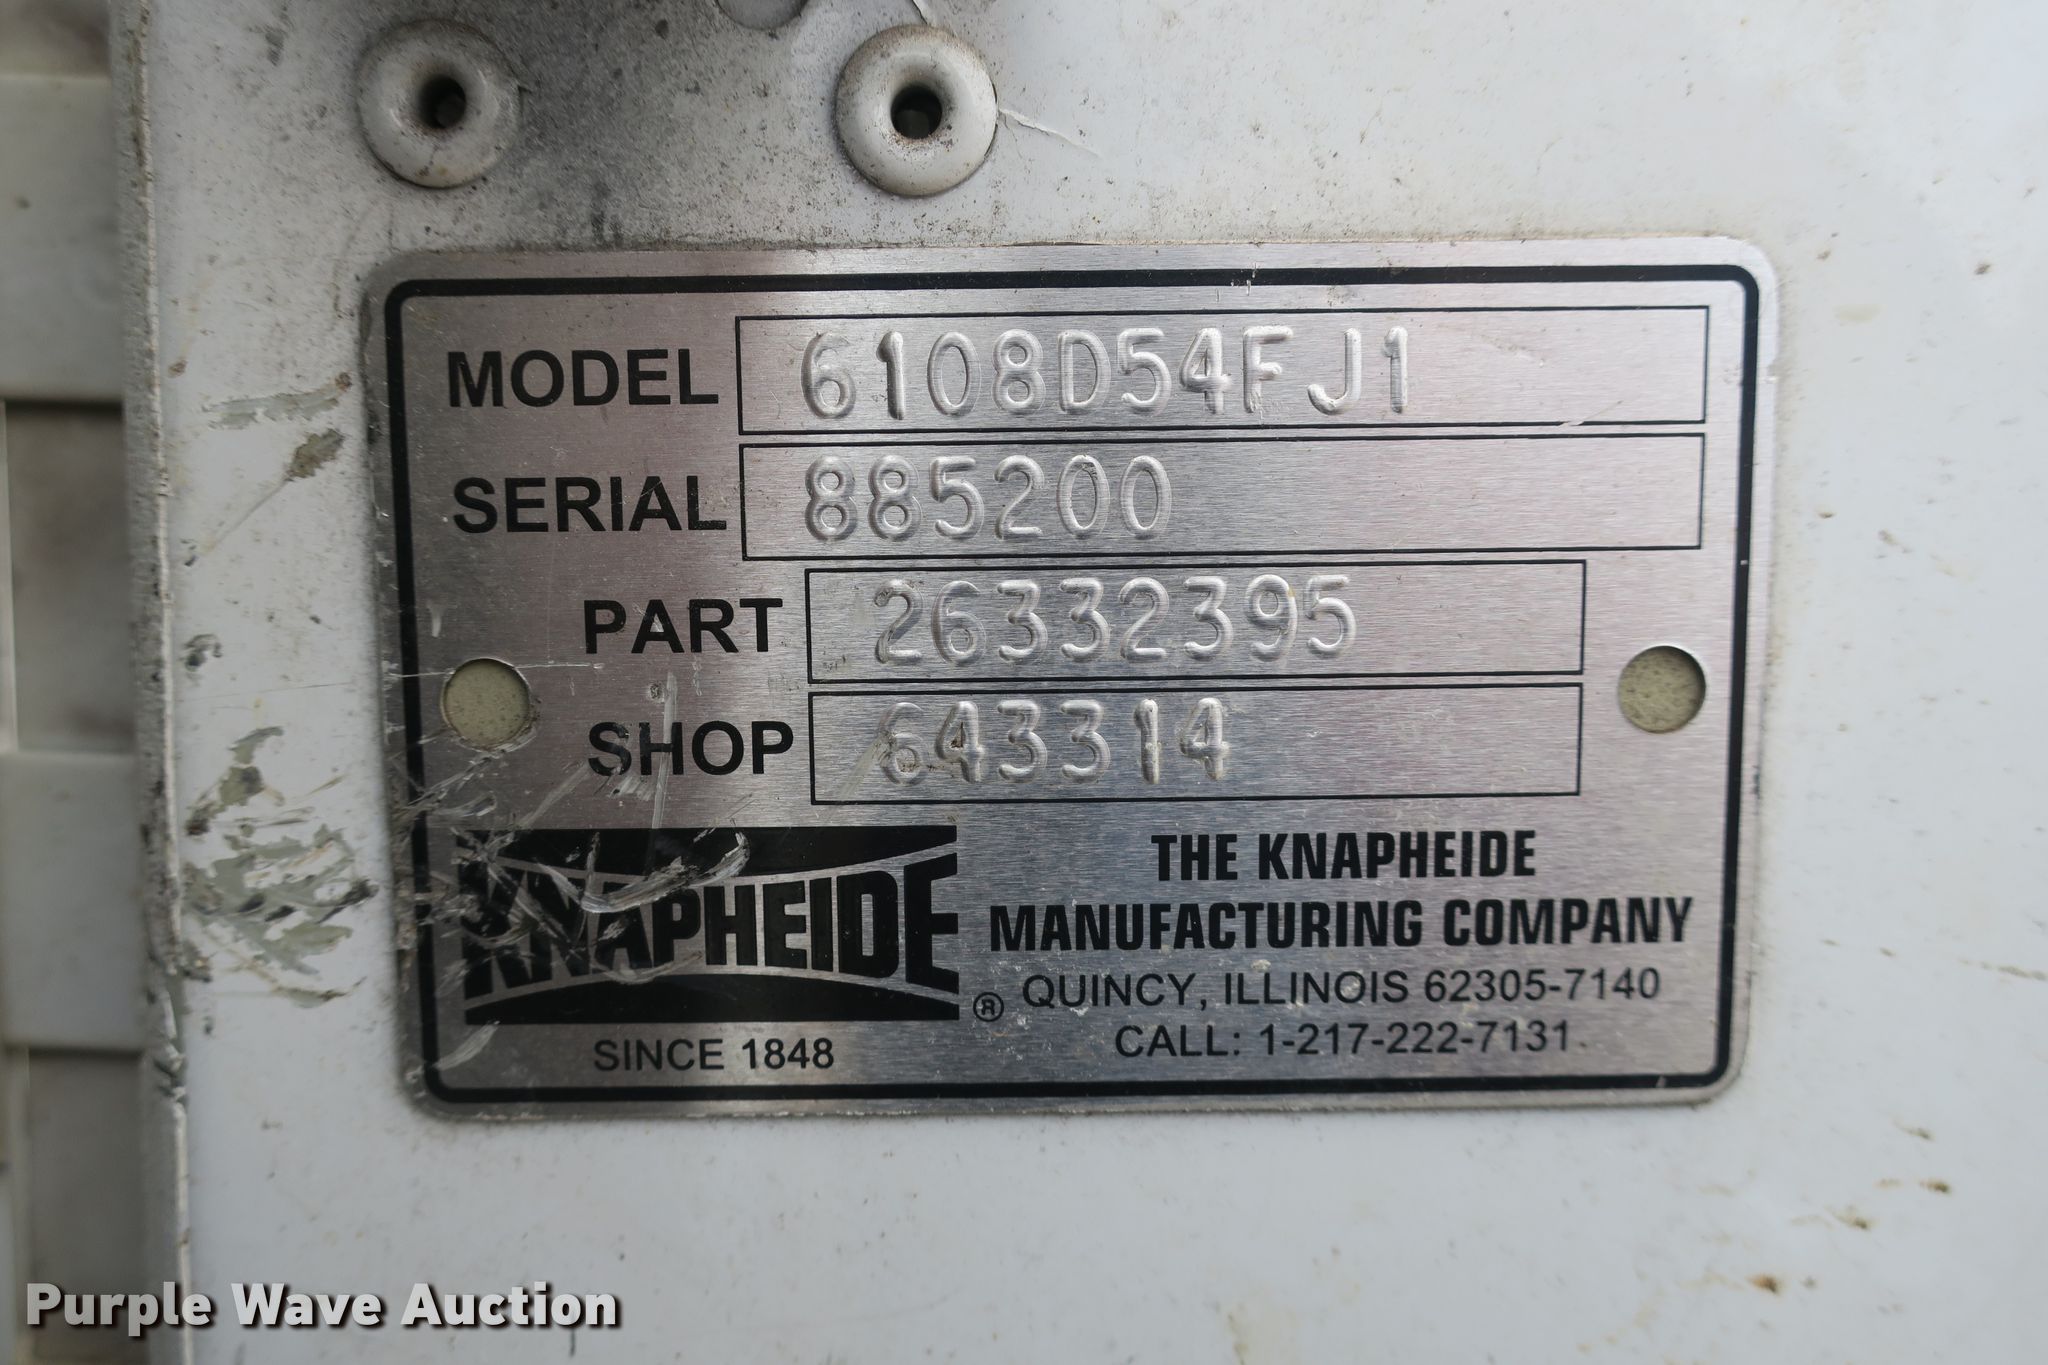 MODEL 6108D54FJ1
SERIAL 885200
PART 26332395
SHOP 643314
KNAPHEIDE ®
SINCE 1848
THE KNAPHEIDE
MANUFACTURING COMPANY
QUINCY, ILLINOIS 62305-7140
CALL: 1-217-222-7131
Purple Wave Auction